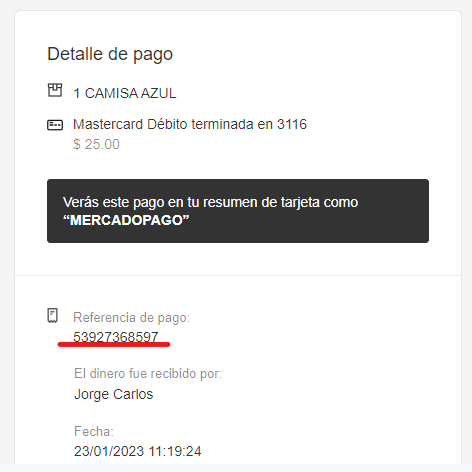 Detalle de pago
1 CAMISA AZUL
Mastercard Débito terminada en 3116
$ 25.00
Verás este pago en tu resumen de tarjeta como
“MERCADOPAGO”
Referencia de pago:
53927368597
El dinero fue recibido por:
Jorge Carlos
Fecha:
23/01/2023 11:19:24